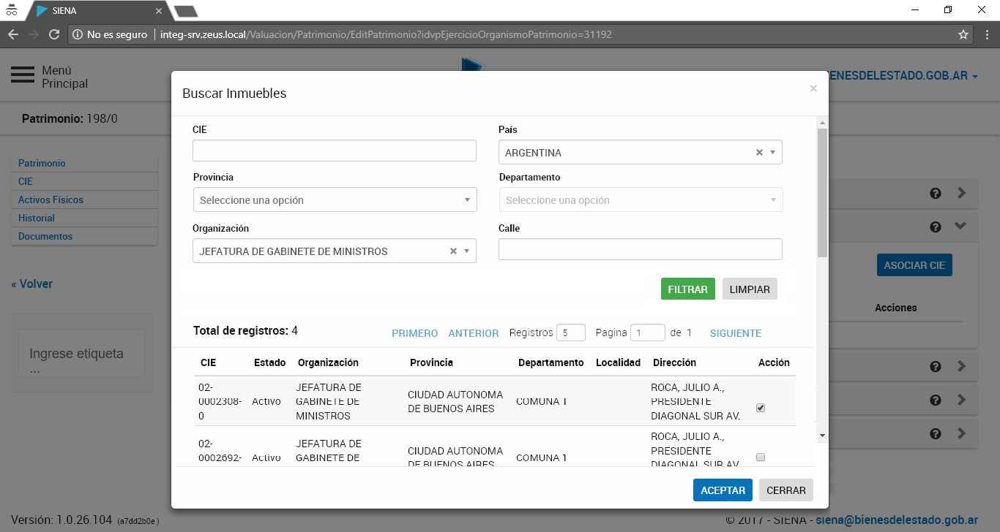 SIENA
No es seguro | integ-srv.zeus.local/Valuacion/Patrimonio/EditPatrimonio?idvpEjercicioOrganismoPatrimonio=31192
Menú
Principal
ENESDELESTADO.GOB.AR
Patrimonio: 198/0
Patrimonio
CIE
Activos Físicos
Historial
Documentos
« Volver
Ingrese etiqueta
...
Buscar Inmuebles
×
CIE
País
ARGENTINA ×
Provincia
Departamento
Seleccione una opción
Seleccione una opción
Organización
Calle
JEFATURA DE GABINETE DE MINISTROS ×
FILTRAR LIMPIAR
Total de registros: 4
PRIMERO ANTERIOR Registros 5 Pagina 1 de 1 SIGUIENTE
CIE Estado Organización Provincia Departamento Localidad Dirección Acción
02-
0002308-
0
Activo
JEFATURA DE
GABINETE DE
MINISTROS
CIUDAD AUTONOMA
DE BUENOS AIRES
COMUNA 1
ROCA, JULIO A.,
PRESIDENTE
DIAGONAL SUR AV.
02-
0002692-
Activo
JEFATURA DE
GABINETE DE
CIUDAD AUTONOMA
DE BUENOS AIRES
COMUNA 1
ROCA, JULIO A.,
PRESIDENTE
DIAGONAL SUR AV.
ACEPTAR CERRAR
ASOCIAR CIE
Acciones
Versión: 1.0.26.104 (a7dd2b0e )
© 2017 - SIENA - siena@bienesdelestado.gob.ar